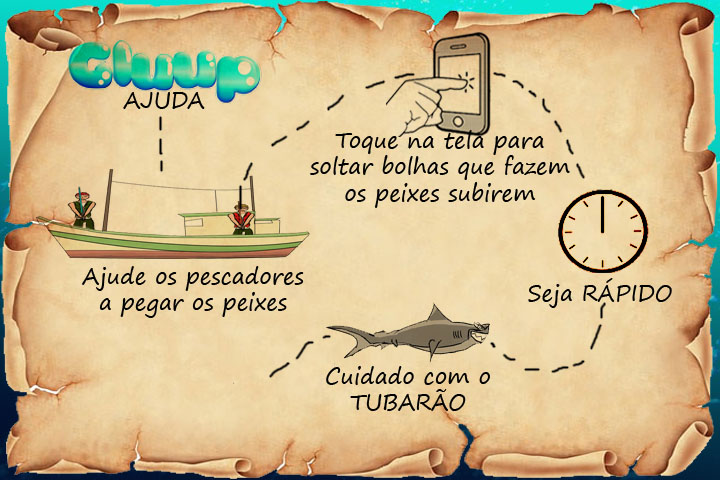 Gluup
AJUDA
Toque na tela para
soltar bolhas que fazem
os peixes subirem
Ajude os pescadores
a pegar os peixes
Seja RÁPIDO
Cuidado com o
TUBARÃO